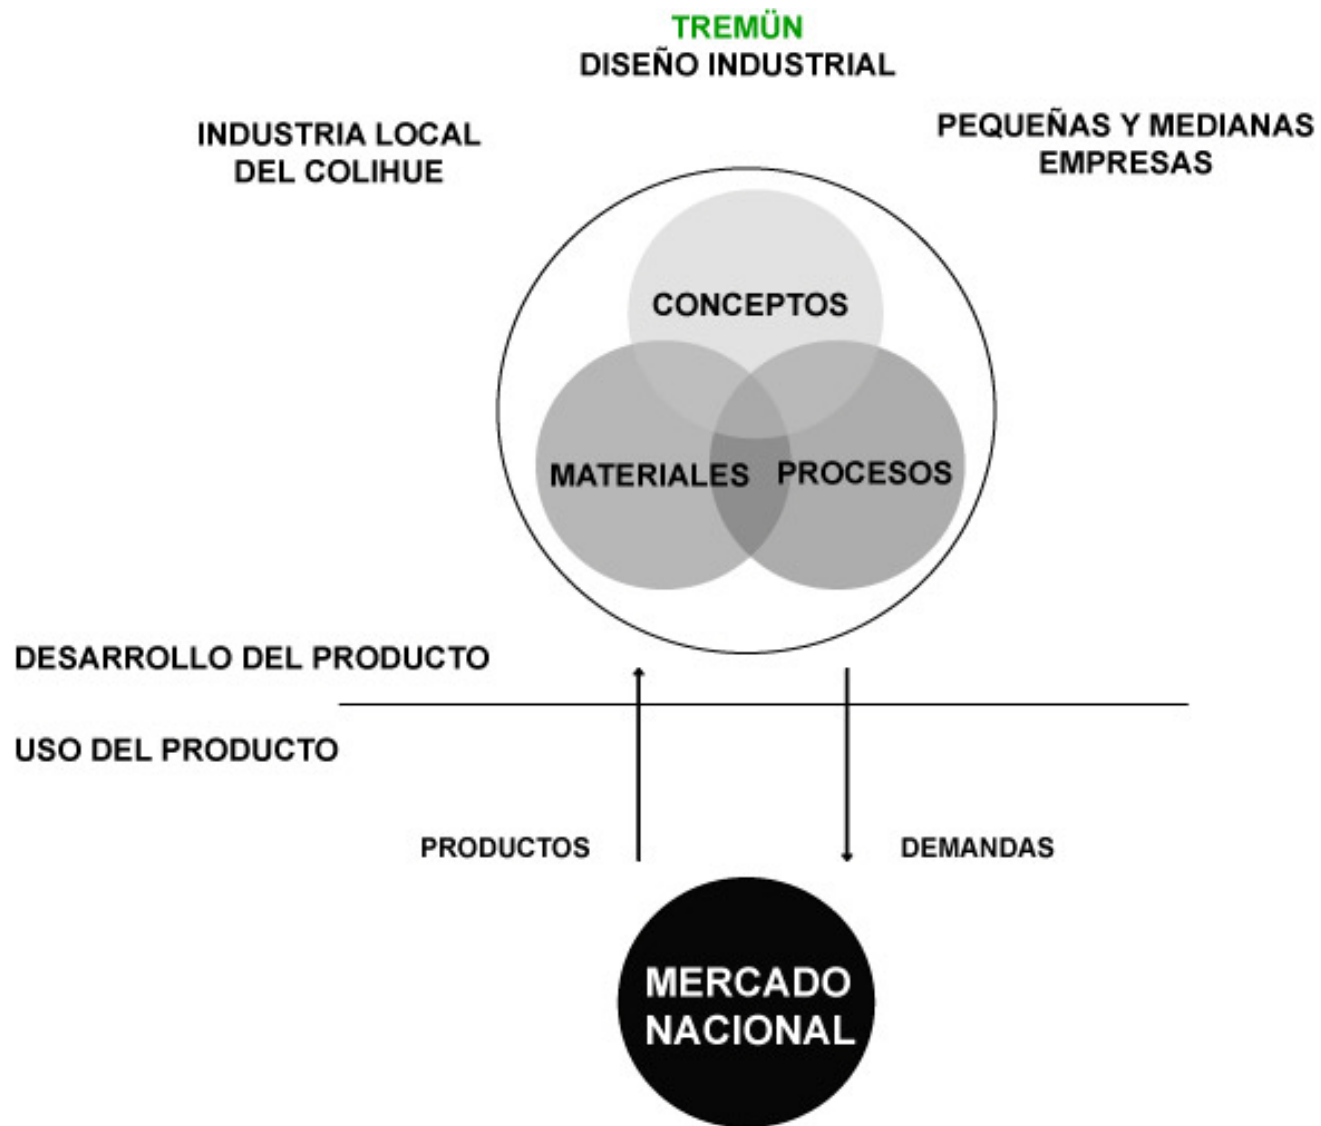 TREMÜN
DISEÑO INDUSTRIAL
INDUSTRIA LOCAL
DEL COLIHUE
PEQUEÑAS Y MEDIANAS
EMPRESAS
CONCEPTOS
MATERIALES
PROCESOS
DESARROLLO DEL PRODUCTO
USO DEL PRODUCTO
PRODUCTOS
DEMANDAS
MERCADO
NACIONAL